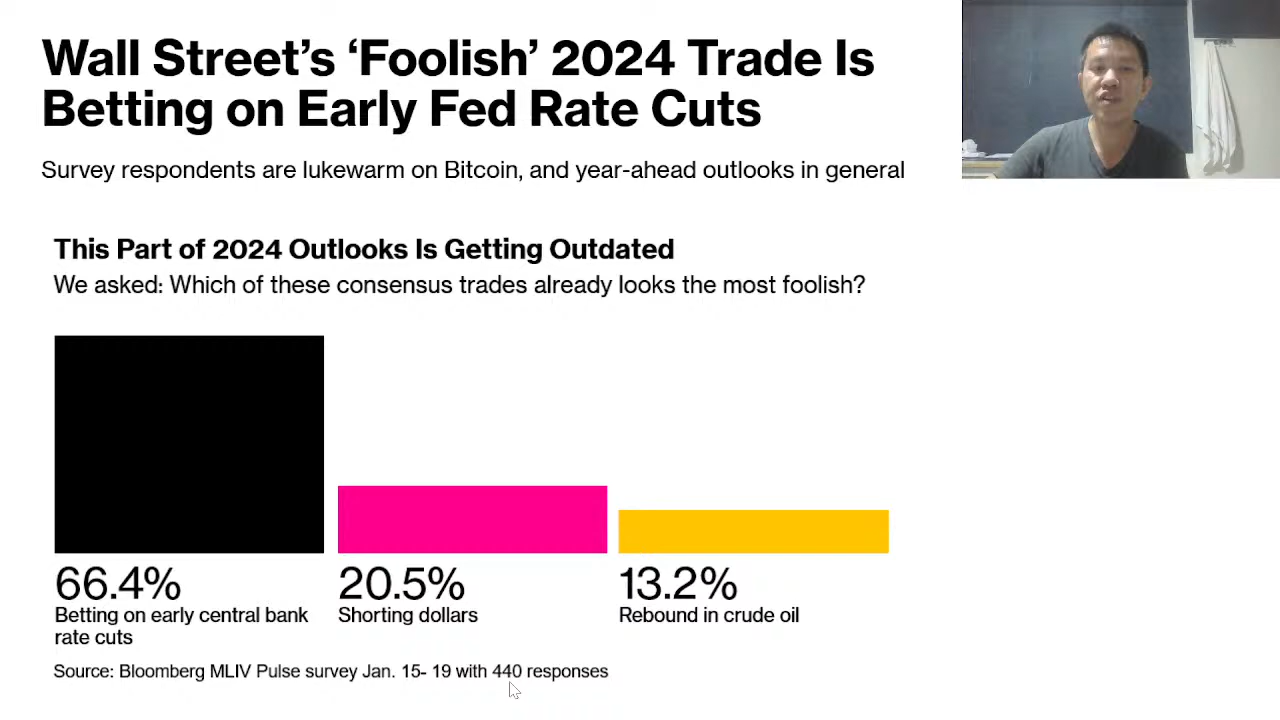 Wall Street’s ‘Foolish’ 2024 Trade Is
Betting on Early Fed Rate Cuts
Survey respondents are lukewarm on Bitcoin, and year-ahead outlooks in general
This Part of 2024 Outlooks Is Getting Outdated
We asked: Which of these consensus trades already looks the most foolish?
66.4%
Betting on early central bank
rate cuts
20.5%
Shorting dollars
13.2%
Rebound in crude oil
Source: Bloomberg MLIV Pulse survey Jan. 15- 19 with 440 responses